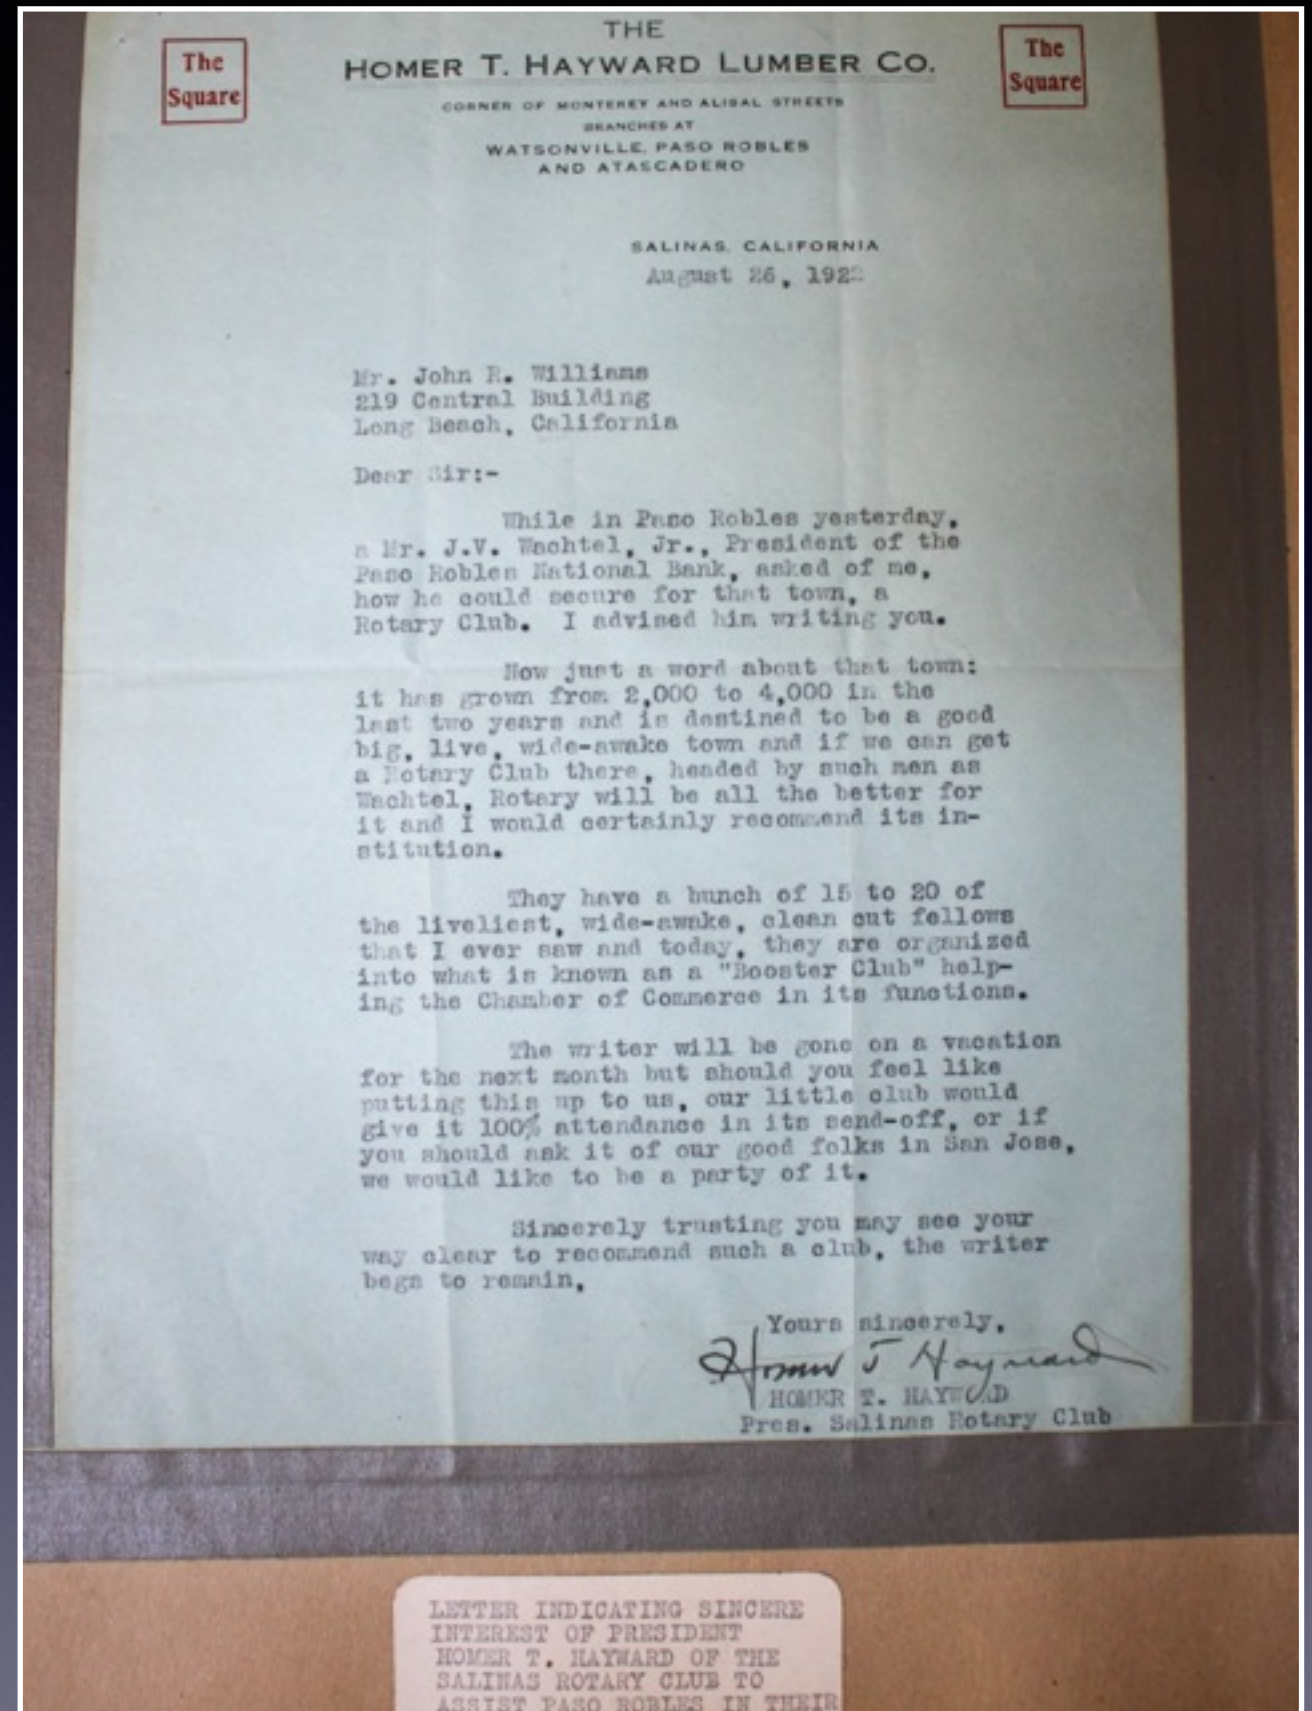 THE
The
Square
HOMER T. HAYWARD LUMBER CO.
The
Square
CORNER OF MONTEREY AND ALISAL STREETS
BRANCHES AT
WATSONVILLE, PASO ROBLES
AND ATASCADERO
SALINAS, CALIFORNIA
August 26, 1922
Mr. John R. Williams
219 Central Building
Long Beach, California
Dear Sir:-
While in Paso Robles yesterday,
a Mr. J.V. Wachtel, Jr., President of the
Paso Robles National Bank, asked of me,
how he could secure for that town, a
Rotary Club. I advised him writing you.
Now just a word about that town:
it has grown from 2,000 to 4,000 in the
last two years and is destined to be a good
big, live, wide-awake town and if we can get
a Rotary Club there, headed by such men as
Wachtel, Rotary will be all the better for
it and I would certainly recommend its in-
stitution.
They have a bunch of 15 to 20 of
the liveliest, wide-awake, clean cut fellows
that I ever saw and today, they are organized
into what is known as a "Booster Club" help-
ing the Chamber of Commerce in its functions.
The writer will be gone on a vacation
for the next month but should you feel like
putting this up to us, our little club would
give it 100% attendance in its send-off, or if
you should ask it of our good folks in San Jose,
we would like to be a party of it.
Sincerely trusting you may see your
way clear to recommend such a club, the writer
begs to remain,
Yours sincerely,
Homer T Hayward
HOMER T. HAYWARD
Pres. Salinas Rotary Club
LETTER INDICATING SINCERE
INTEREST OF PRESIDENT
HOMER T. HAYWARD OF THE
SALINAS ROTARY CLUB TO
ASSIST PASO ROBLES IN THEIR